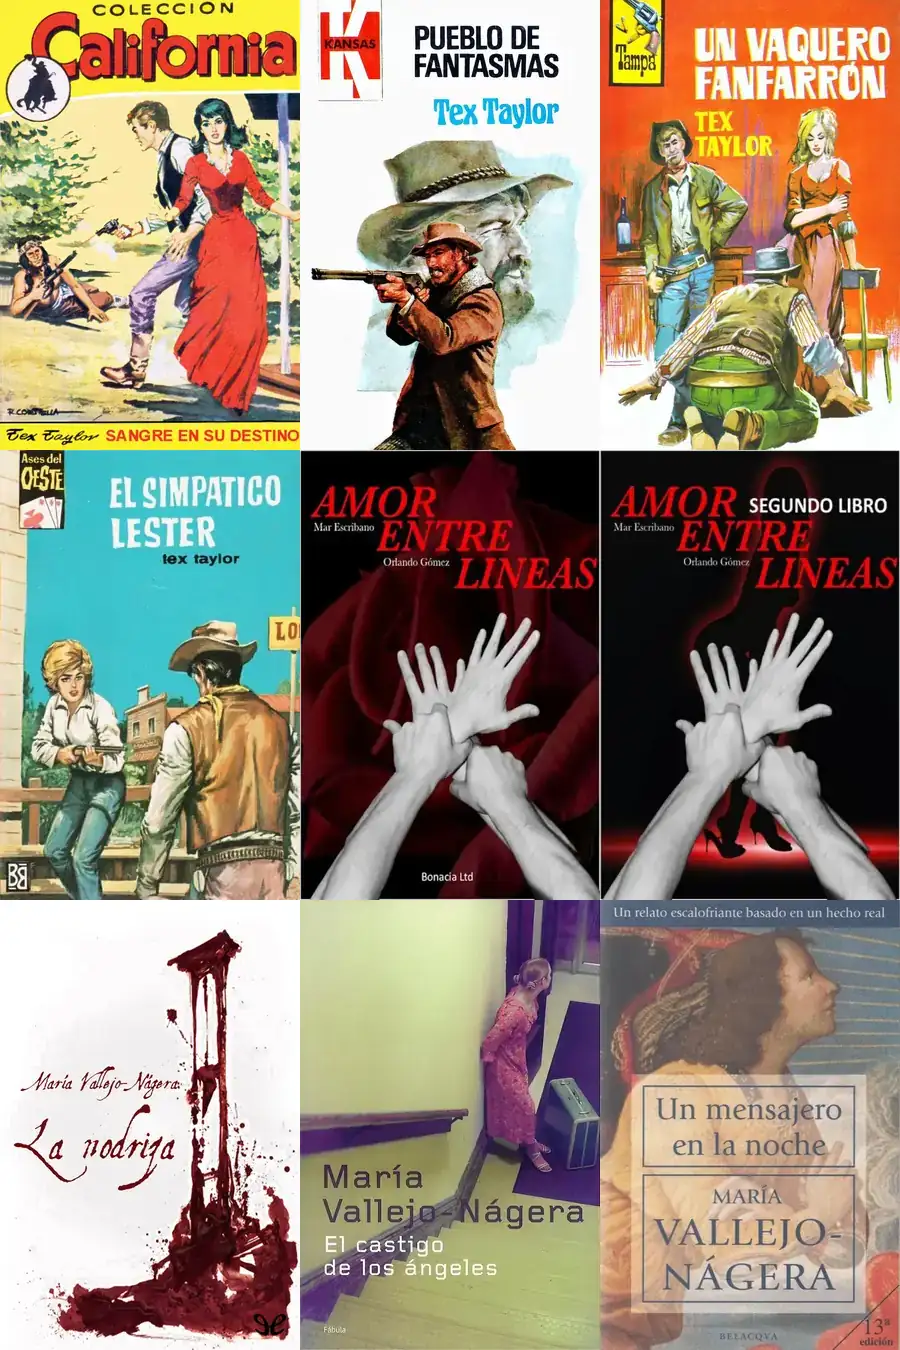 COLECCIÓN
California
R. CORTIELLA
Tex Taylor SANGRE EN SU DESTINO
KANSAS
PUEBLO DE
FANTASMAS
Tex Taylor
Tampa
UN VAQUERO
FANFARRÓN
TEX
TAYLOR
Ases del
OESTE
EL SIMPATICO
LESTER
tex taylor
LO
BB
AMOR
Mar Escribano
ENTRE
Orlando Gómez
LINEAS
Bonacia Ltd
AMOR
SEGUNDO LIBRO
Mar Escribano
ENTRE
Orlando Gómez
LINEAS
María Vallejo-Nágera
La nodriza
María
Vallejo-Nágera
El castigo
de los ángeles
Fábula
Un relato escalofriante basado en un hecho real
Un mensajero
en la noche
MARÍA
VALLEJO-
NÁGERA
BELACQVA
13ª
edición